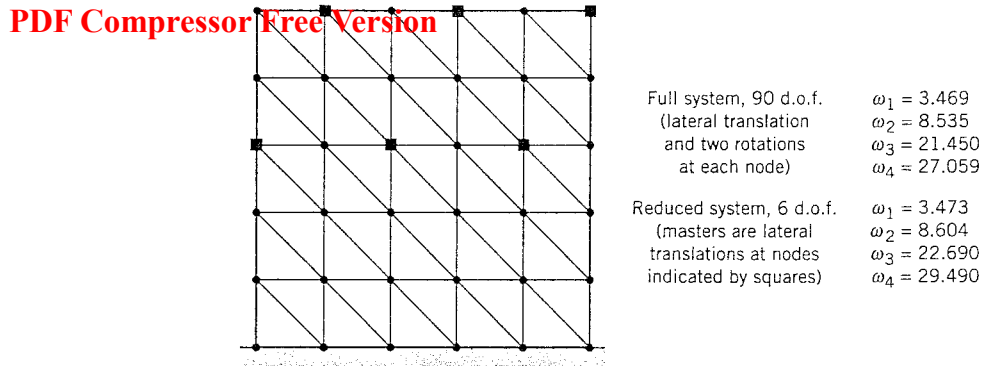 PDF Compressor Free Version
Full system, 90 d.o.f. ω1 = 3.469
(lateral translation ω2 = 8.535
and two rotations ω3 = 21.450
at each node) ω4 = 27.059
Reduced system, 6 d.o.f. ω1 = 3.473
(masters are lateral ω2 = 8.604
translations at nodes ω3 = 22.690
indicated by squares) ω4 = 29.490